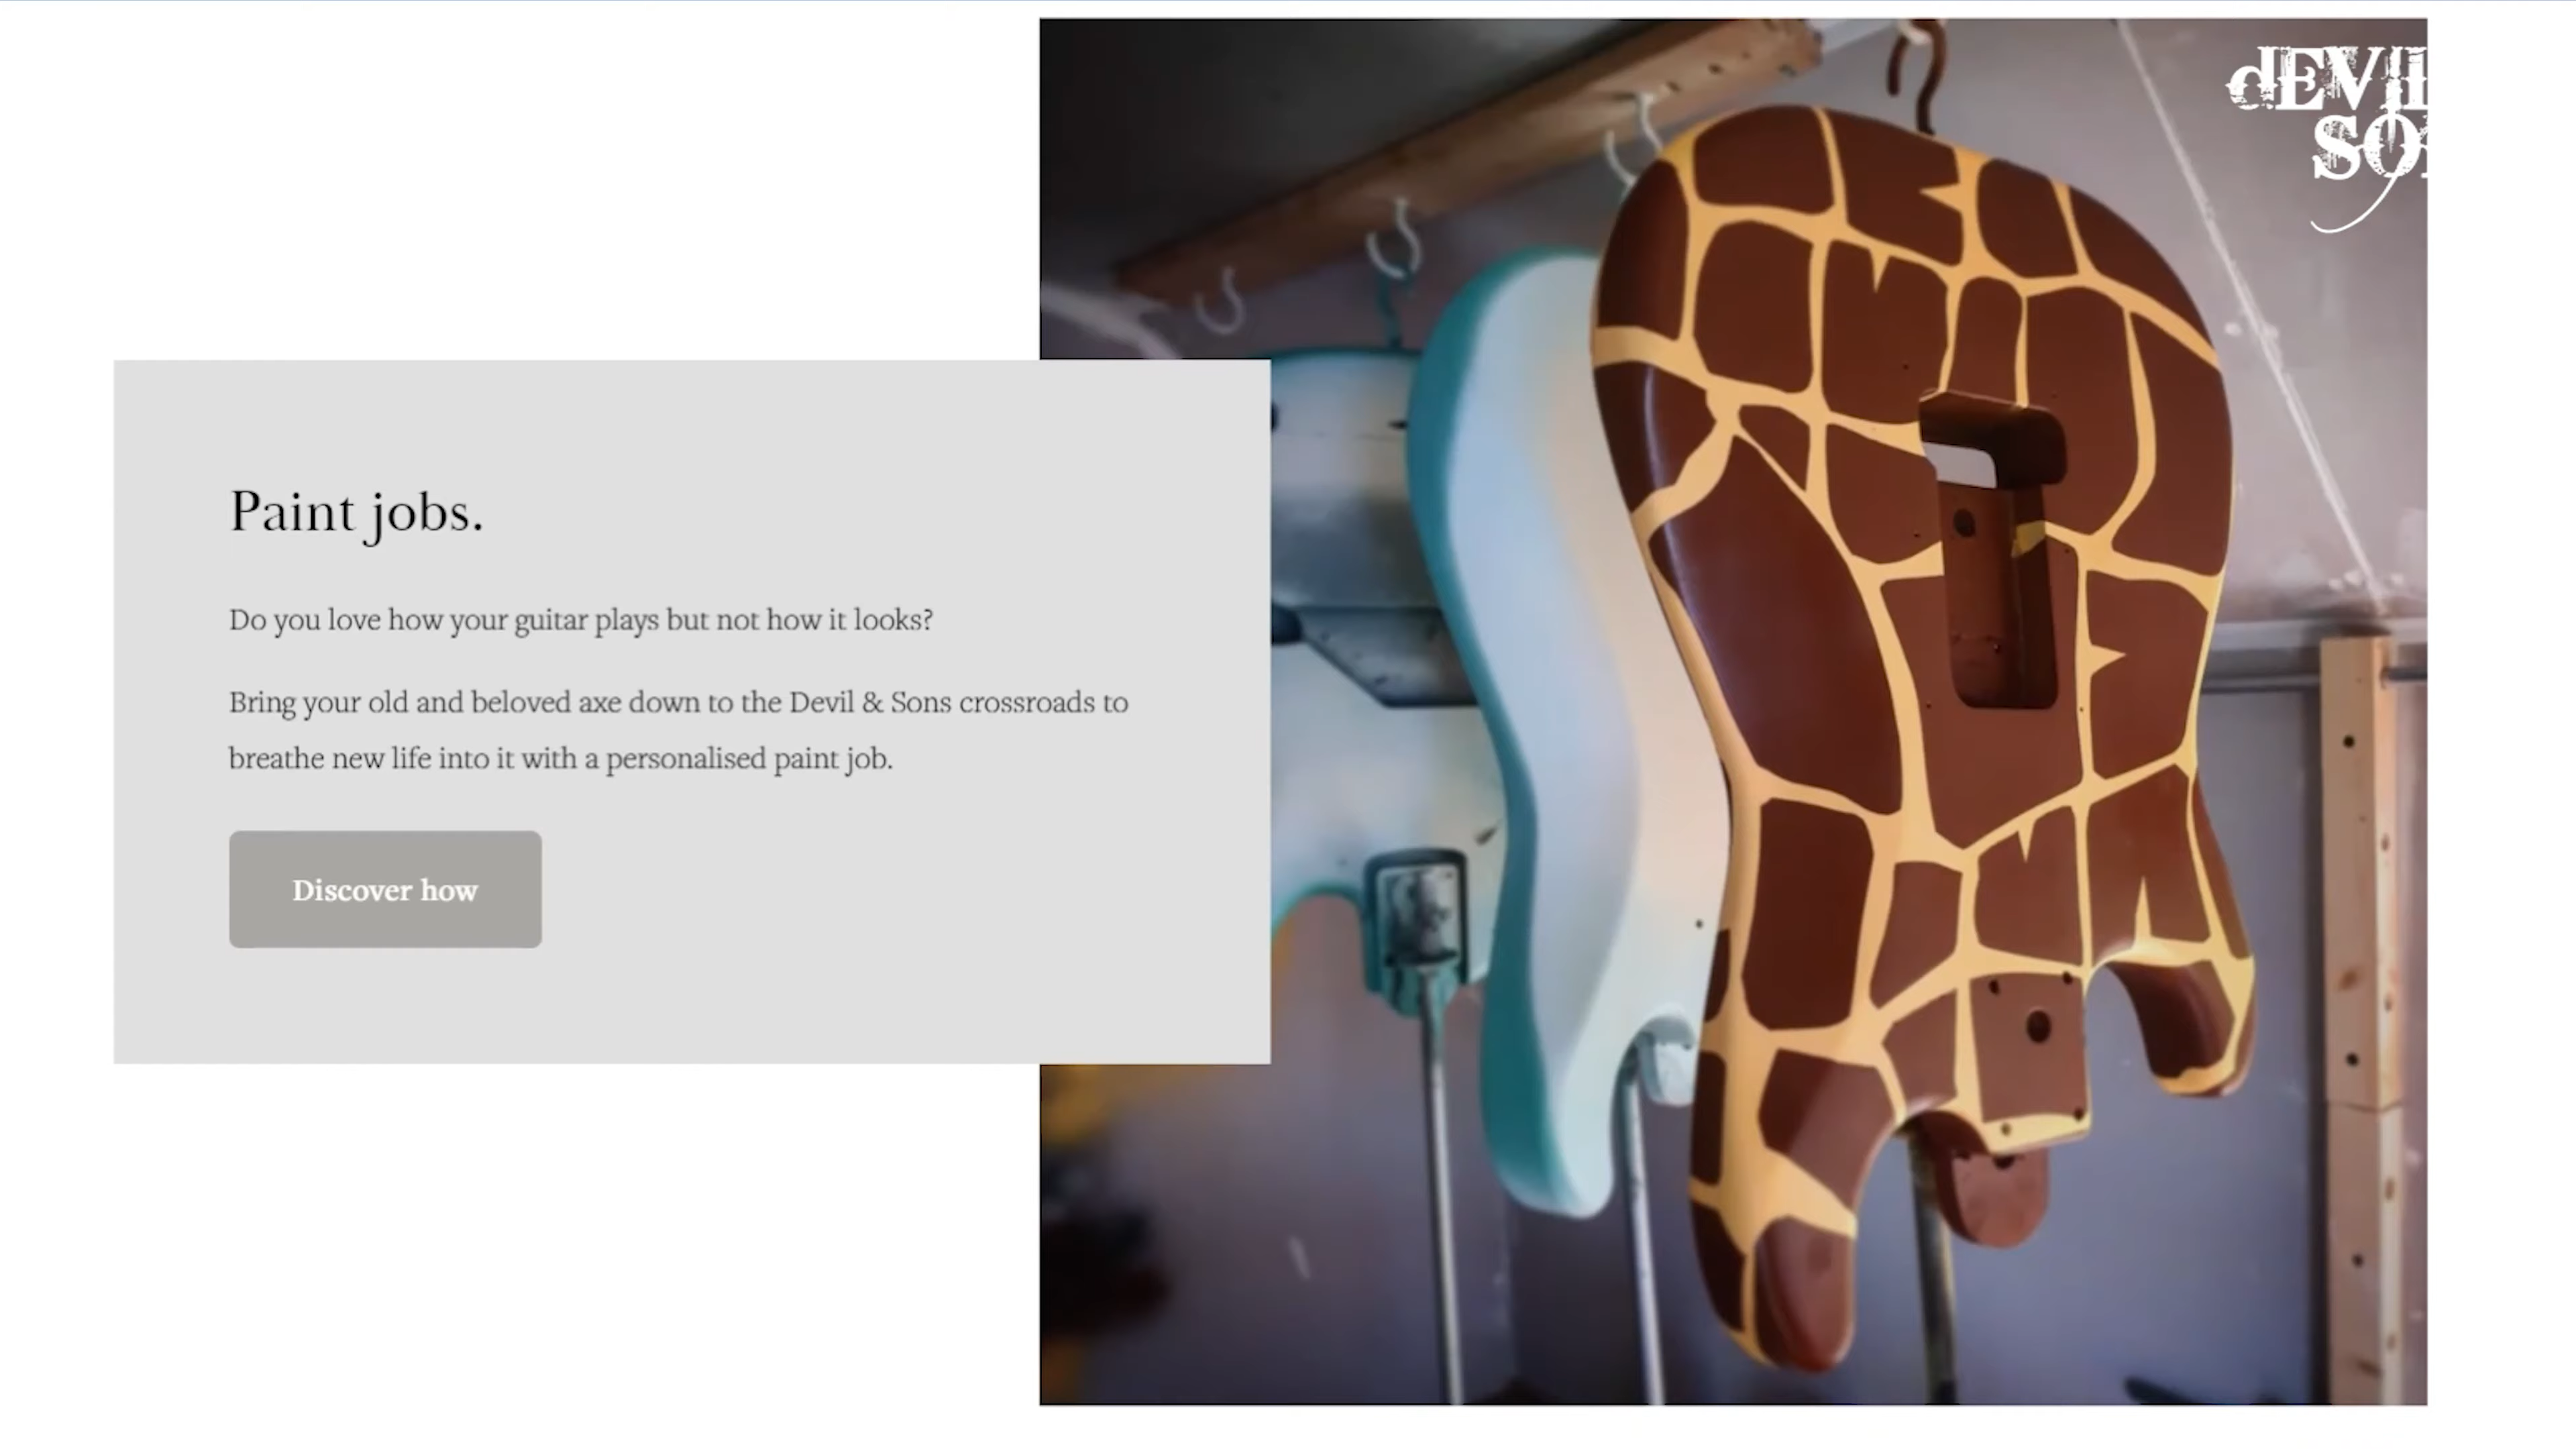 dEVIL
SO
Paint jobs.
Do you love how your guitar plays but not how it looks?
Bring your old and beloved axe down to the Devil & Sons crossroads to
breathe new life into it with a personalised paint job.
Discover how